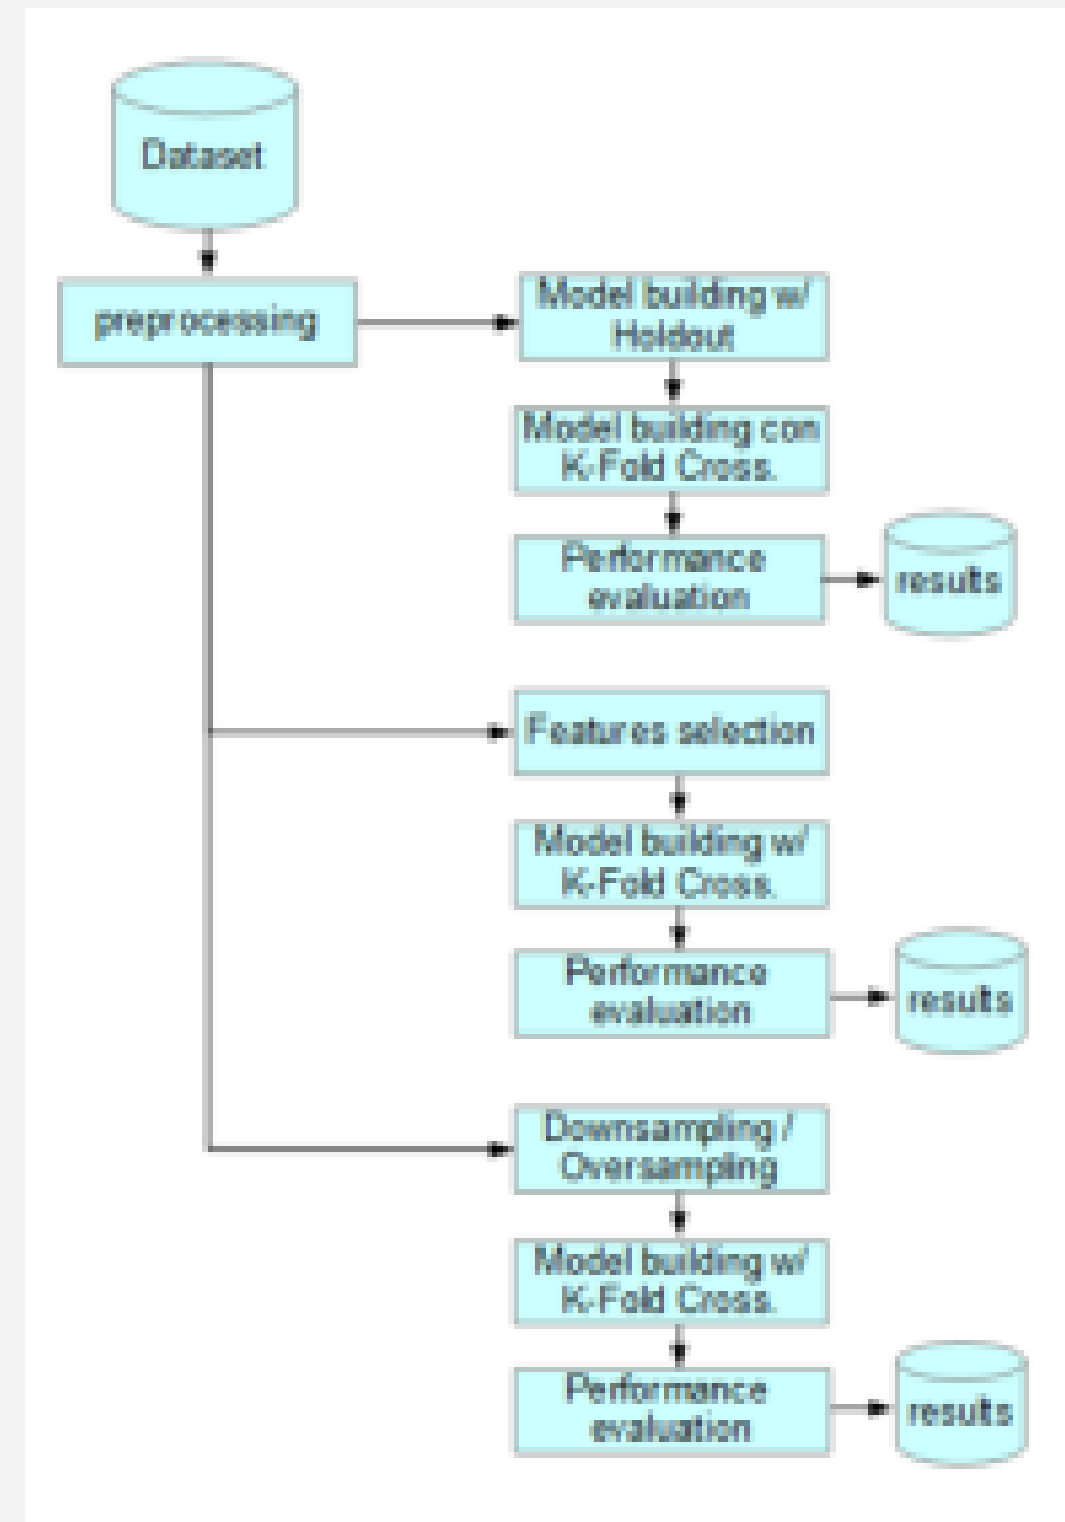 Dataset
preprocessing
Model building w/
Holdout
Model building con
K-Fold Cross.
Performance
evaluation
results
Features selection
Model building w/
K-Fold Cross.
Performance
evaluation
results
Downsampling /
Oversampling
Model building w/
K-Fold Cross.
Performance
evaluation
results